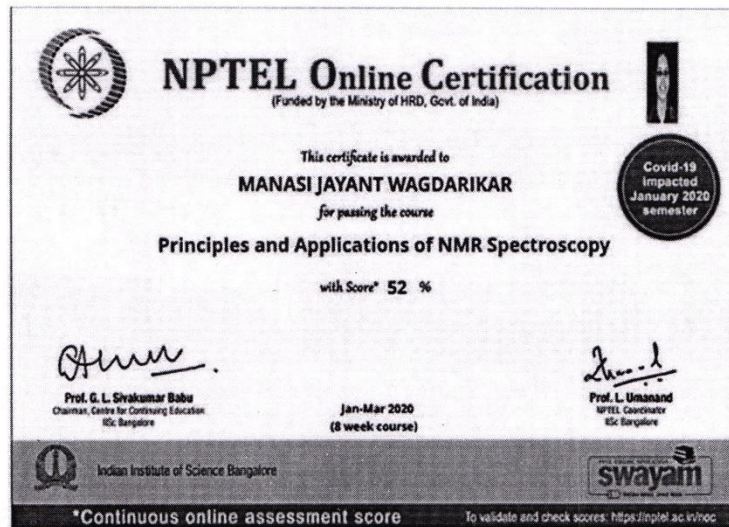 NPTEL Online Certification
(Funded by the Ministry of HRD, Govt. of India)
This certificate is awarded to
MANASI JAYANT WAGDARIKAR
for passing the course
Covid-19
Impacted
January 2020
semester
Principles and Applications of NMR Spectroscopy
with Score* 52 %
Prof. G. L. Sivakumar Babu
Chairman, Centre for Continuing Education
IISc Bangalore
Jan-Mar 2020
(8 week course)
Prof. L. Umanand
NPTEL Coordinator
IISc Bangalore
Indian Institute of Science Bangalore
swayam
*Continuous online assessment score
To validate and check scores: https://nptel.ac.in/noc